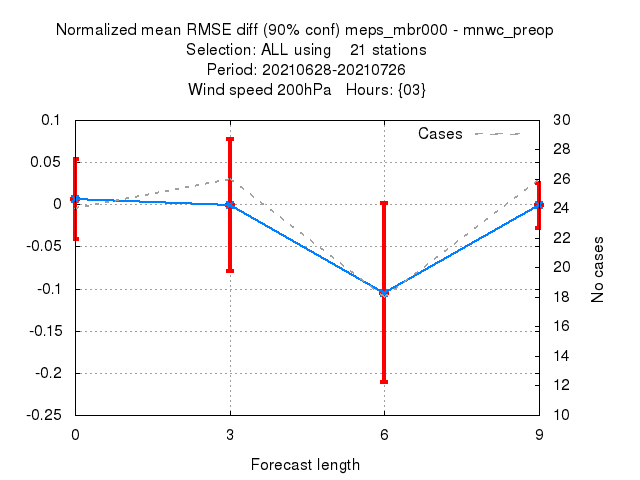 Normalized mean RMSE diff (90% conf) meps_mbr000 - mnwc_preop
Selection: ALL using 21 stations
Period: 20210628-20210726
Wind speed 200hPa Hours: {03}
Cases
0.1
0.05
0
-0.05
-0.1
-0.15
-0.2
-0.25
30
28
26
24
22
20
18
16
14
12
10
No cases
0 3 6 9
Forecast length